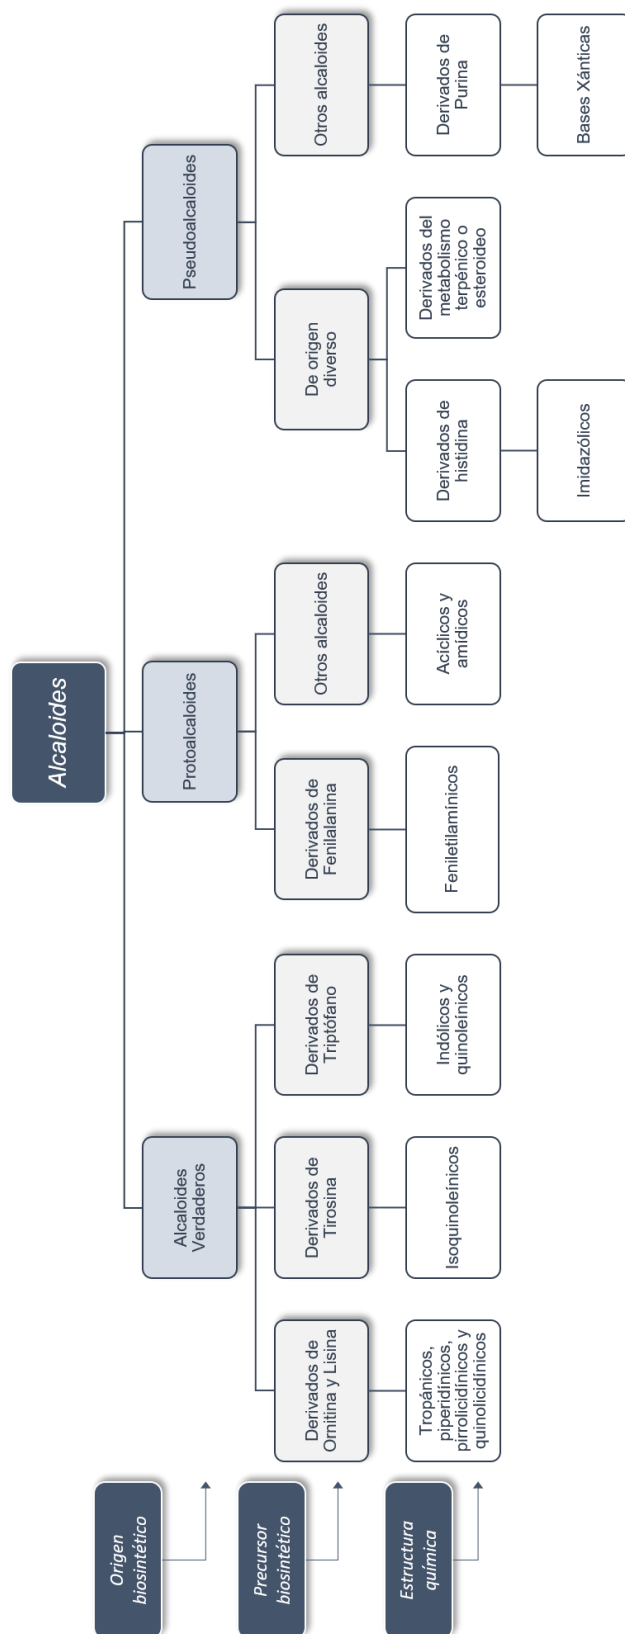 Alcaloides
Origen
biosintético
Alcaloides
Verdaderos
Protoalcaloides
Pseudoalcaloides
Precursor
biosintético
Derivados de
Ornitina y Lisina
Derivados de
Tirosina
Derivados de
Triptófano
Derivados de
Fenilalanina
Otros alcaloides
De origen
diverso
Otros alcaloides
Estructura
química
Tropánicos,
piperidínicos,
pirrolicidínicos y
quinolicidínicos
Isoquinoleínicos
Indólicos y
quinoleínicos
Feniletilamínicos
Acíclicos y
amídicos
Derivados de
histidina
Derivados del
metabolismo
terpénico o
esteroideo
Derivados de
Purina
Imidazólicos
Bases Xánticas